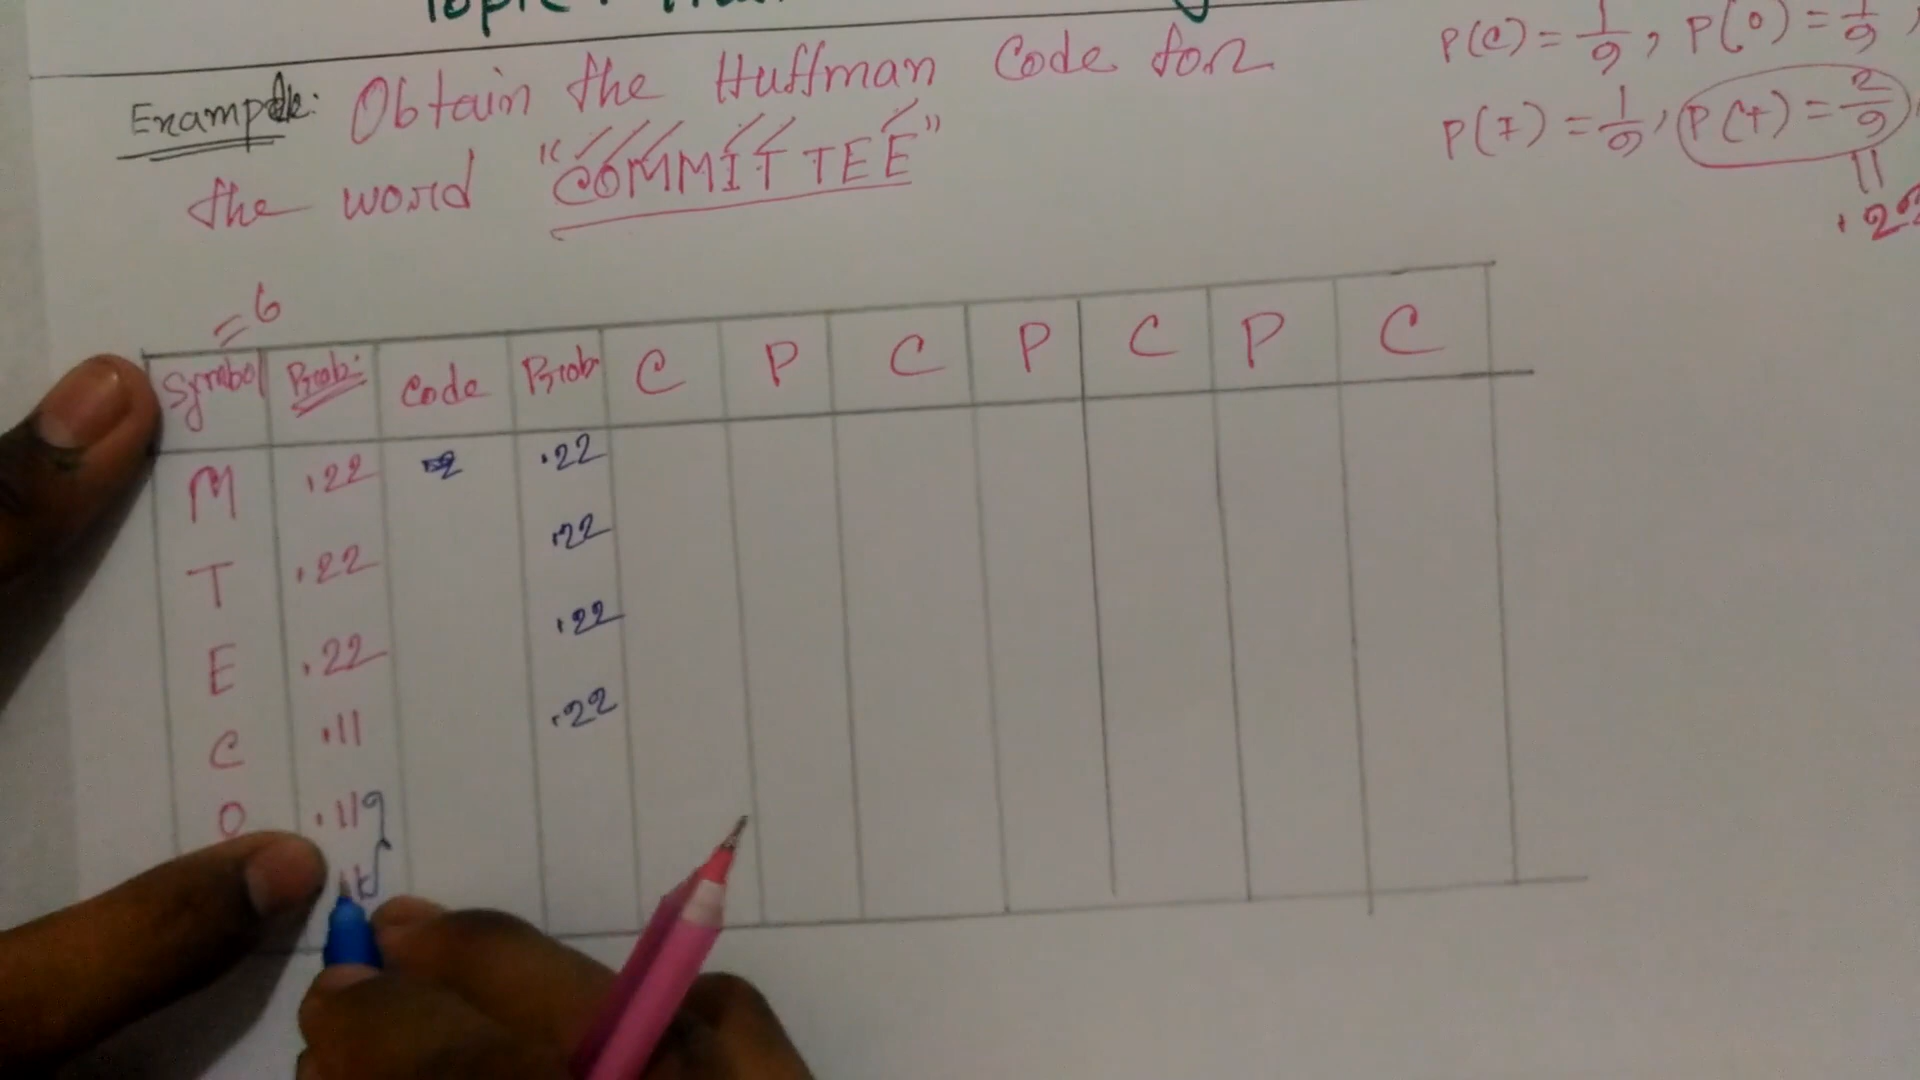 Topic:
P(C) = 1/9, P(O) = 1/9,
Example: Obtain the Huffman Code for
P(I) = 1/9, P(T) = 2/9
the word "COMMITTEE"
= 6
Symbol Prob. Code Prob C P C P C P C
M .22 .22
T .22 .22
E .22 .22
C .11 .22
O .11